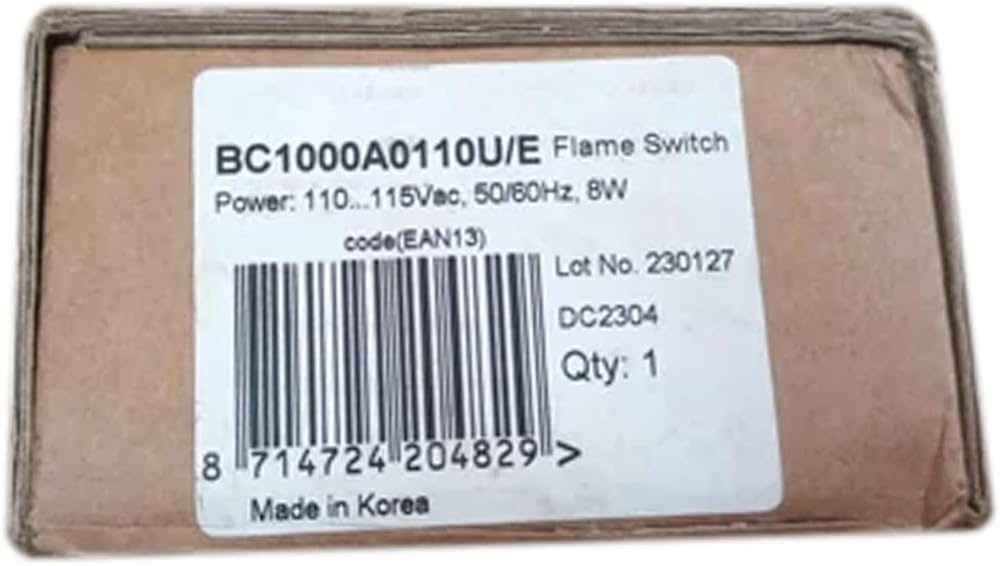 BC1000A0110U/E Flame Switch
Power: 110...115Vac, 50/60Hz, 8W
code(EAN13)
Lot No. 230127
DC2304
Qty: 1
8 714724 204829 >
Made in Korea